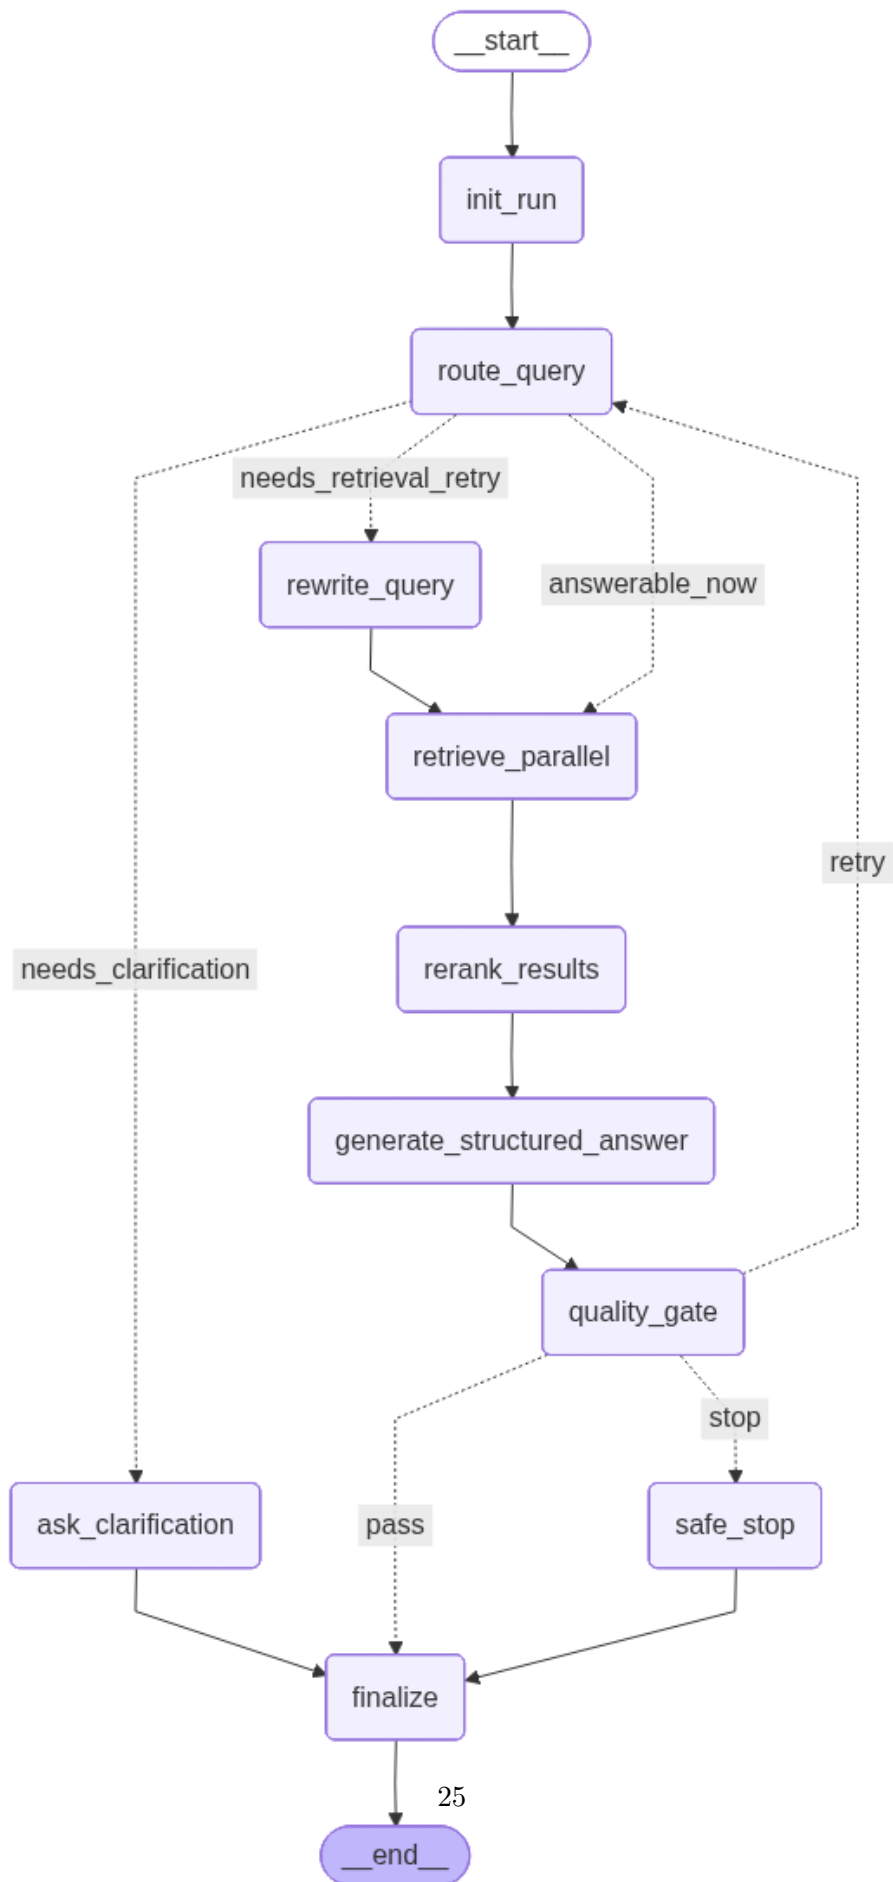 __start__
init_run
route_query
needs_retrieval_retry
rewrite_query
answerable_now
retrieve_parallel
retry
rerank_results
needs_clarification
generate_structured_answer
quality_gate
stop
ask_clarification
pass
safe_stop
finalize
25
__end__